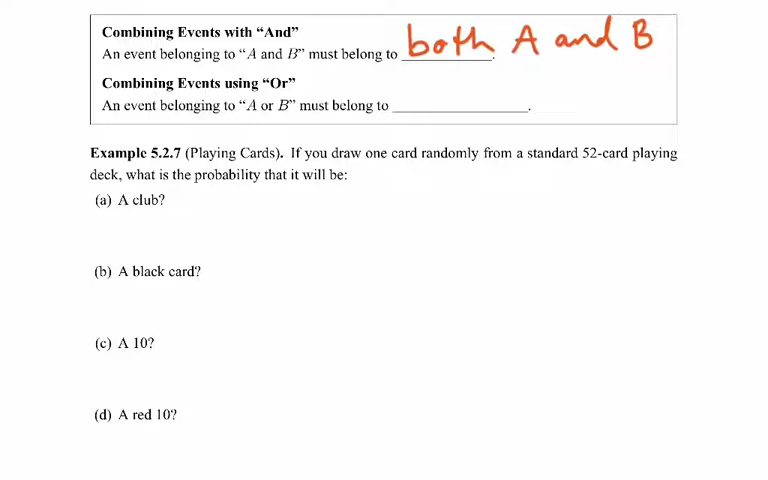 Combining Events with “And”
An event belonging to “A and B” must belong to both A and B.
Combining Events using “Or”
An event belonging to “A or B” must belong to ____________________.
Example 5.2.7 (Playing Cards). If you draw one card randomly from a standard 52-card playing
deck, what is the probability that it will be:
(a) A club?
(b) A black card?
(c) A 10?
(d) A red 10?